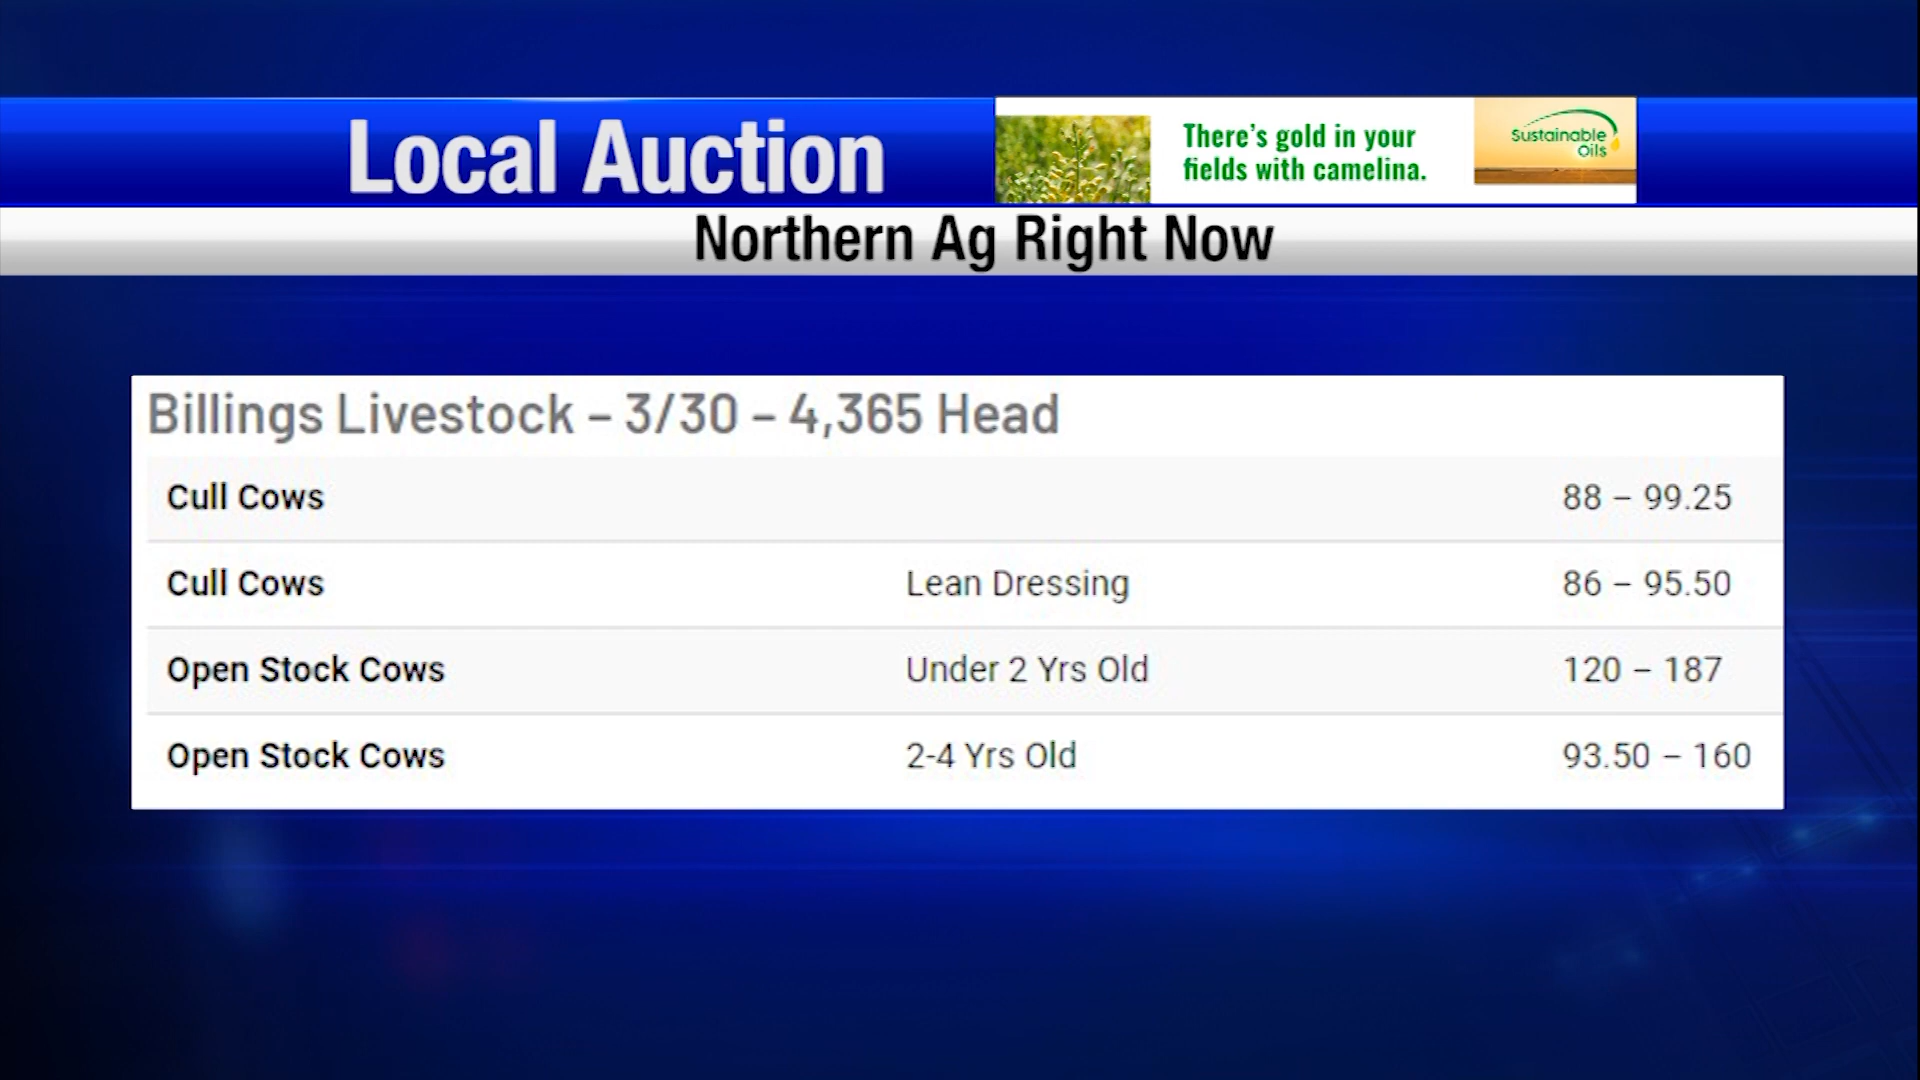 Local Auction
There's gold in your
fields with camelina.
Sustainable
Oils
Northern Ag Right Now
Billings Livestock – 3/30 – 4,365 Head
Cull Cows 88 – 99.25
Cull Cows Lean Dressing 86 – 95.50
Open Stock Cows Under 2 Yrs Old 120 – 187
Open Stock Cows 2-4 Yrs Old 93.50 – 160